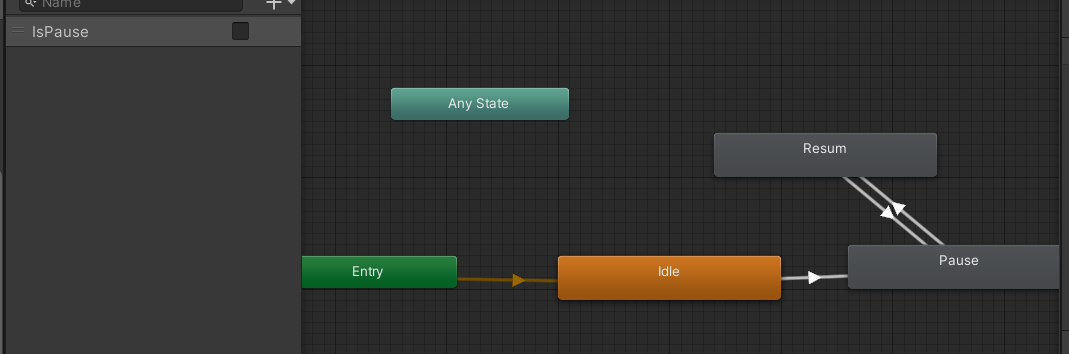 Name
IsPause
Any State
Resum
Entry
Idle
Pause